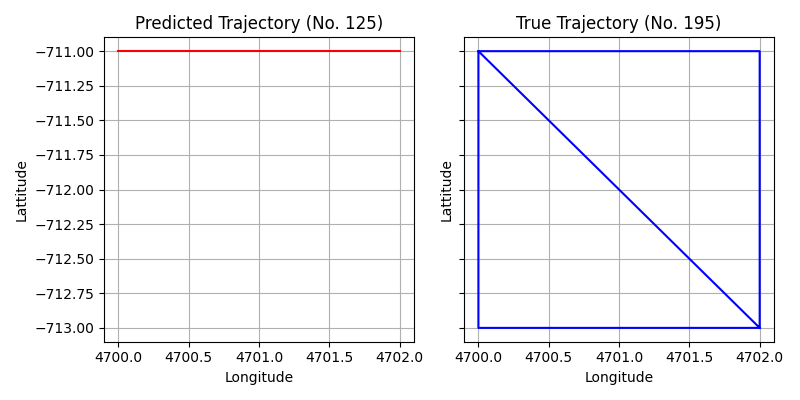 Predicted Trajectory (No. 125)
−711.00
−711.25
−711.50
−711.75
−712.00
−712.25
−712.50
−712.75
−713.00
Lattitude
4700.0 4700.5 4701.0 4701.5 4702.0
Longitude
True Trajectory (No. 195)
Lattitude
4700.0 4700.5 4701.0 4701.5 4702.0
Longitude